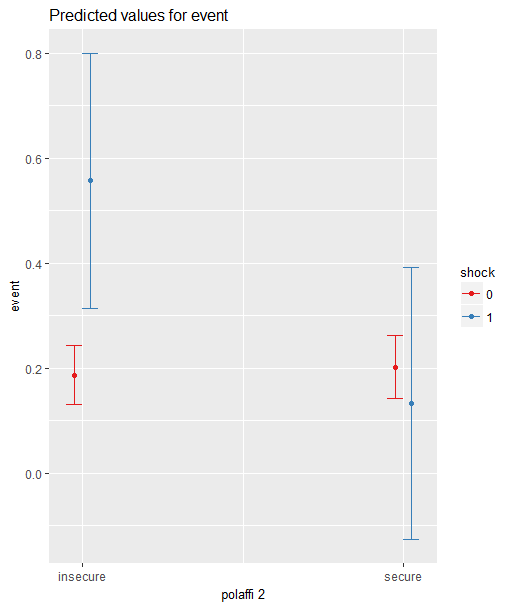 Predicted values for event
event
0.8
0.6
0.4
0.2
0.0
insecure
secure
polaffi 2
shock
0
1